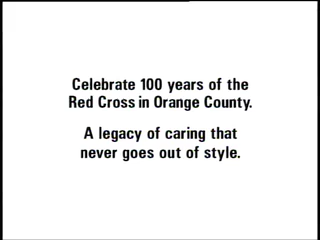 Celebrate 100 years of the
Red Cross in Orange County.
A legacy of caring that
never goes out of style.